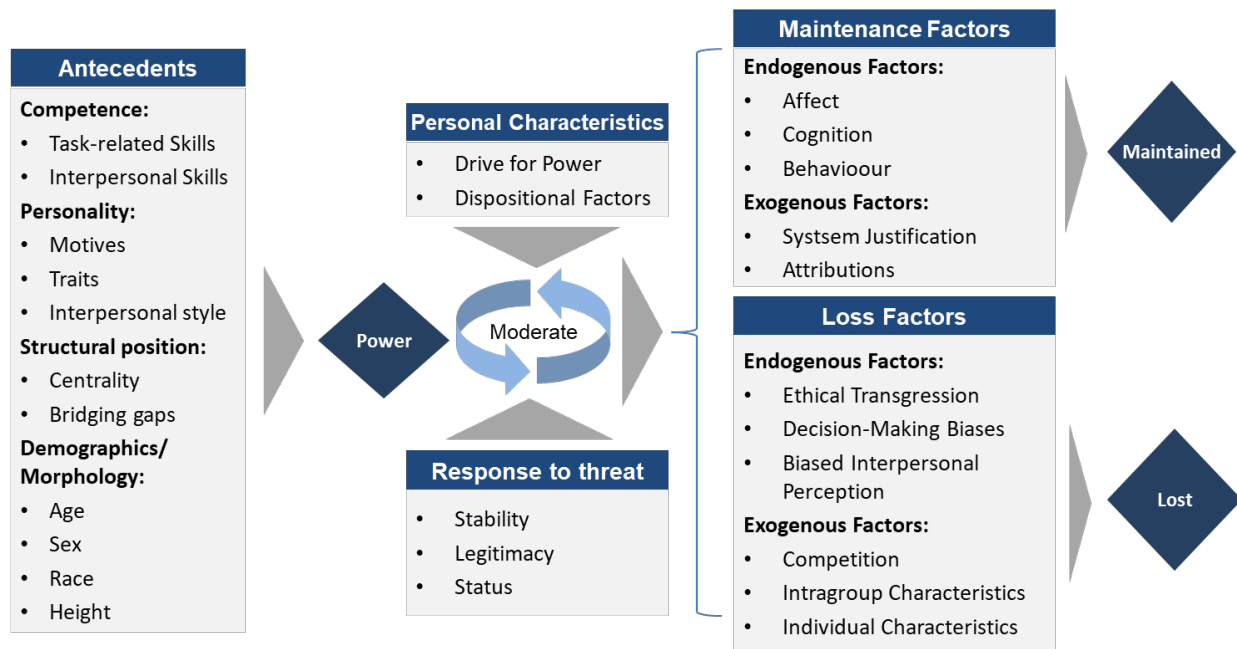 Antecedents
Competence:
• Task-related Skills
• Interpersonal Skills
Personality:
• Motives
• Traits
• Interpersonal style
Structural position:
• Centrality
• Bridging gaps
Demographics/
Morphology:
• Age
• Sex
• Race
• Height
Power
Personal Characteristics
• Drive for Power
• Dispositional Factors
Moderate
Response to threat
• Stability
• Legitimacy
• Status
Maintenance Factors
Endogenous Factors:
• Affect
• Cognition
• Behavioour
Exogenous Factors:
• Systsem Justification
• Attributions
Maintained
Loss Factors
Endogenous Factors:
• Ethical Transgression
• Decision-Making Biases
• Biased Interpersonal
Perception
Exogenous Factors:
• Competition
• Intragroup Characteristics
• Individual Characteristics
Lost